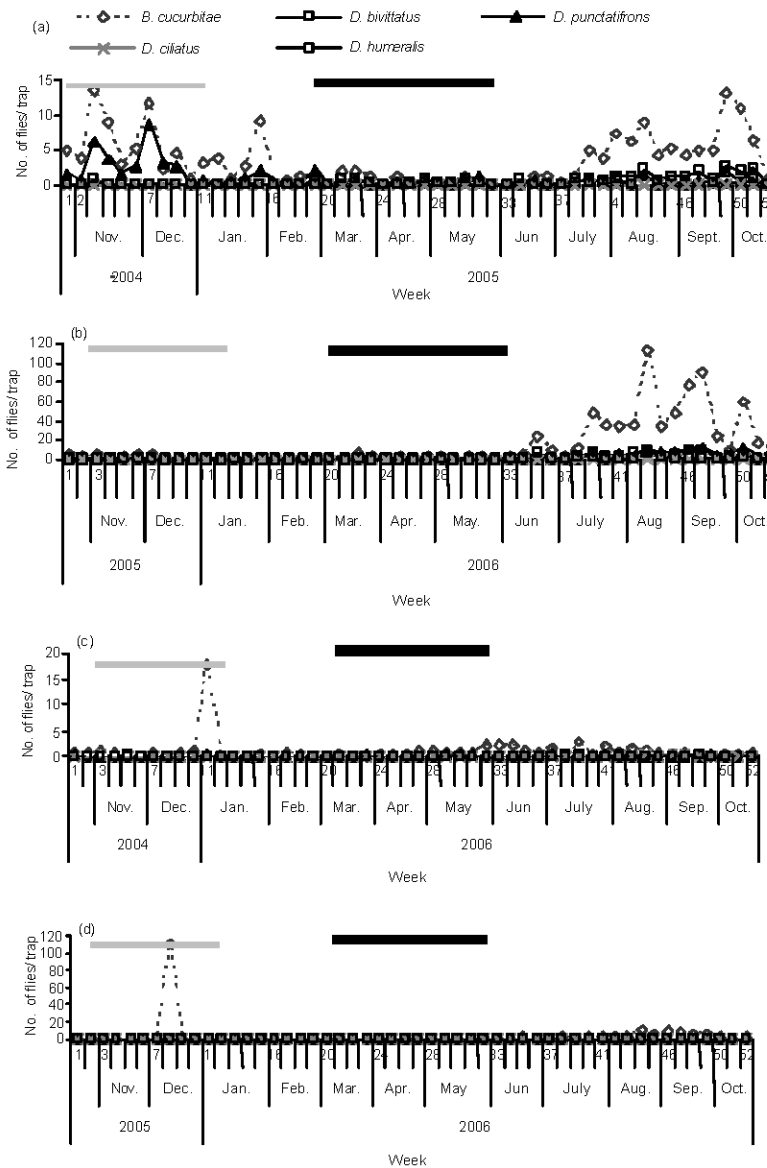 B. cucurbitae D. bivittatus D. punctatifrons
(a)
D. ciliatus D. humeralis
No. of flies/ trap
15
10
5
0
1 2 7 11 16 20 24 28 33 37 4 46 50 5
Nov. Dec. Jan. Feb. Mar. Apr. May Jun July Aug. Sept. Oct.
2004 2005
Week
(b)
No. of flies/ trap
120
100
80
60
40
20
0
1 3 7 11 16 20 24 28 33 37 41 46 50
Nov. Dec. Jan. Feb. Mar. Apr. May. Jun July Aug Sep. Oct.
2005 2006
Week
(c)
No. of flies/ trap
20
15
10
5
0
1 3 7 11 16 20 24 28 33 37 41 46 50 52
Nov. Dec. Jan. Feb. Mar. Apr. May Jun July Aug. Sep. Oct.
2004 2006
Week
(d)
No. of flies/ trap
120
100
80
60
40
20
0
1 3 7 1 16 20 24 28 33 37 41 46 50 52
Nov. Dec. Jan. Feb. Mar. Apr. May Jun July Aug. Sep. Oct.
2005 2006
Week